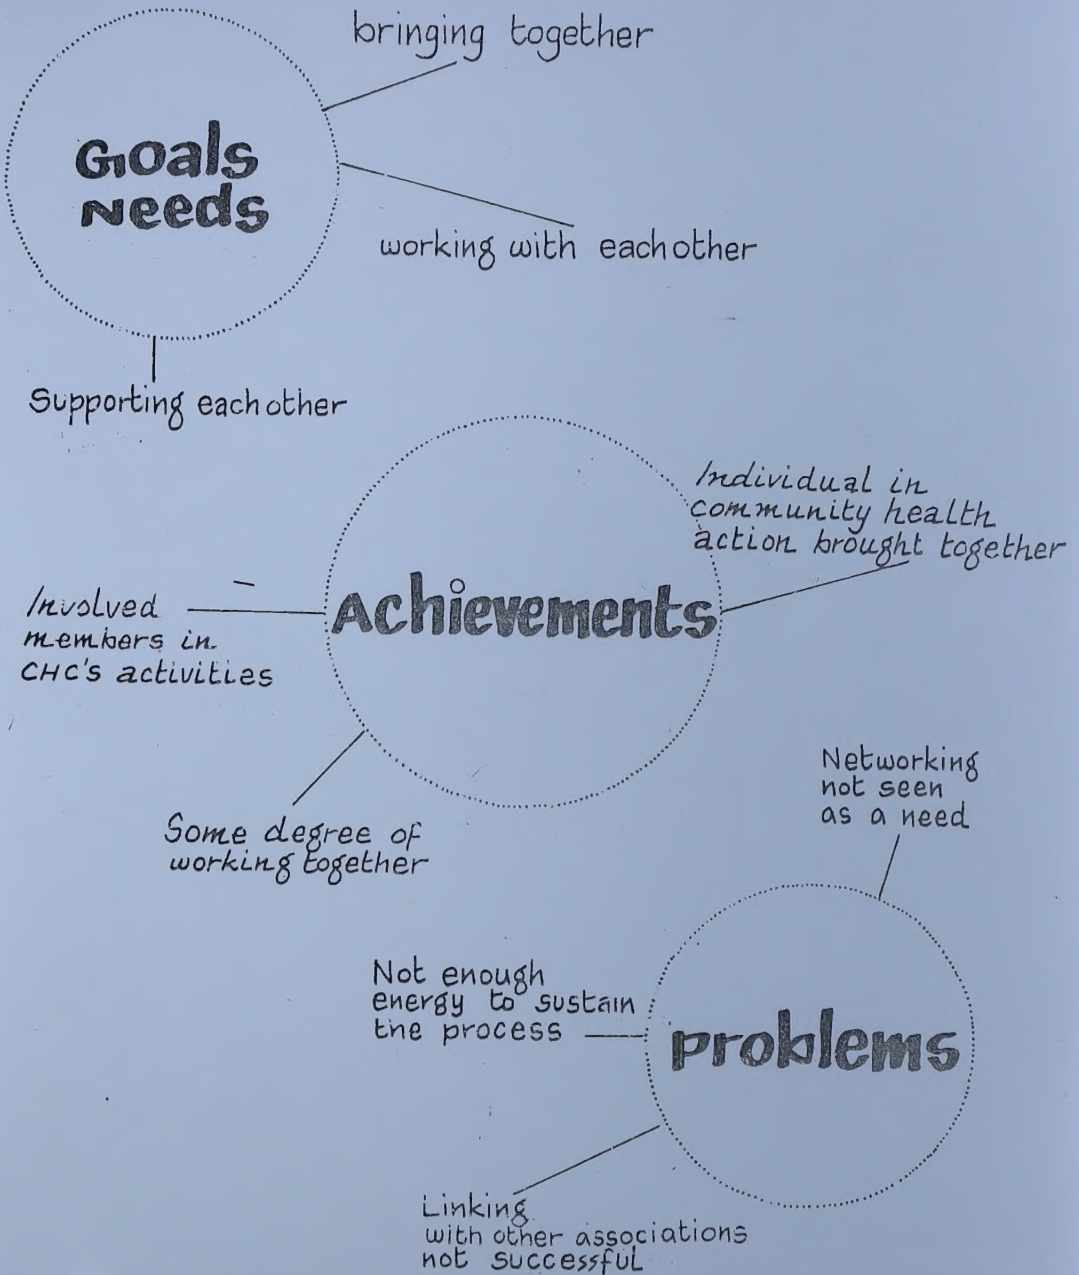 bringing together
Goals
Needs
working with eachother
Supporting eachother
Individual in
community health
action brought together
Achievements
Involved
members in
CHC's activities
Some degree of
working together
Networking
not seen
as a need
Not enough
energy to sustain
the process
problems
Linking
with other associations
not successful